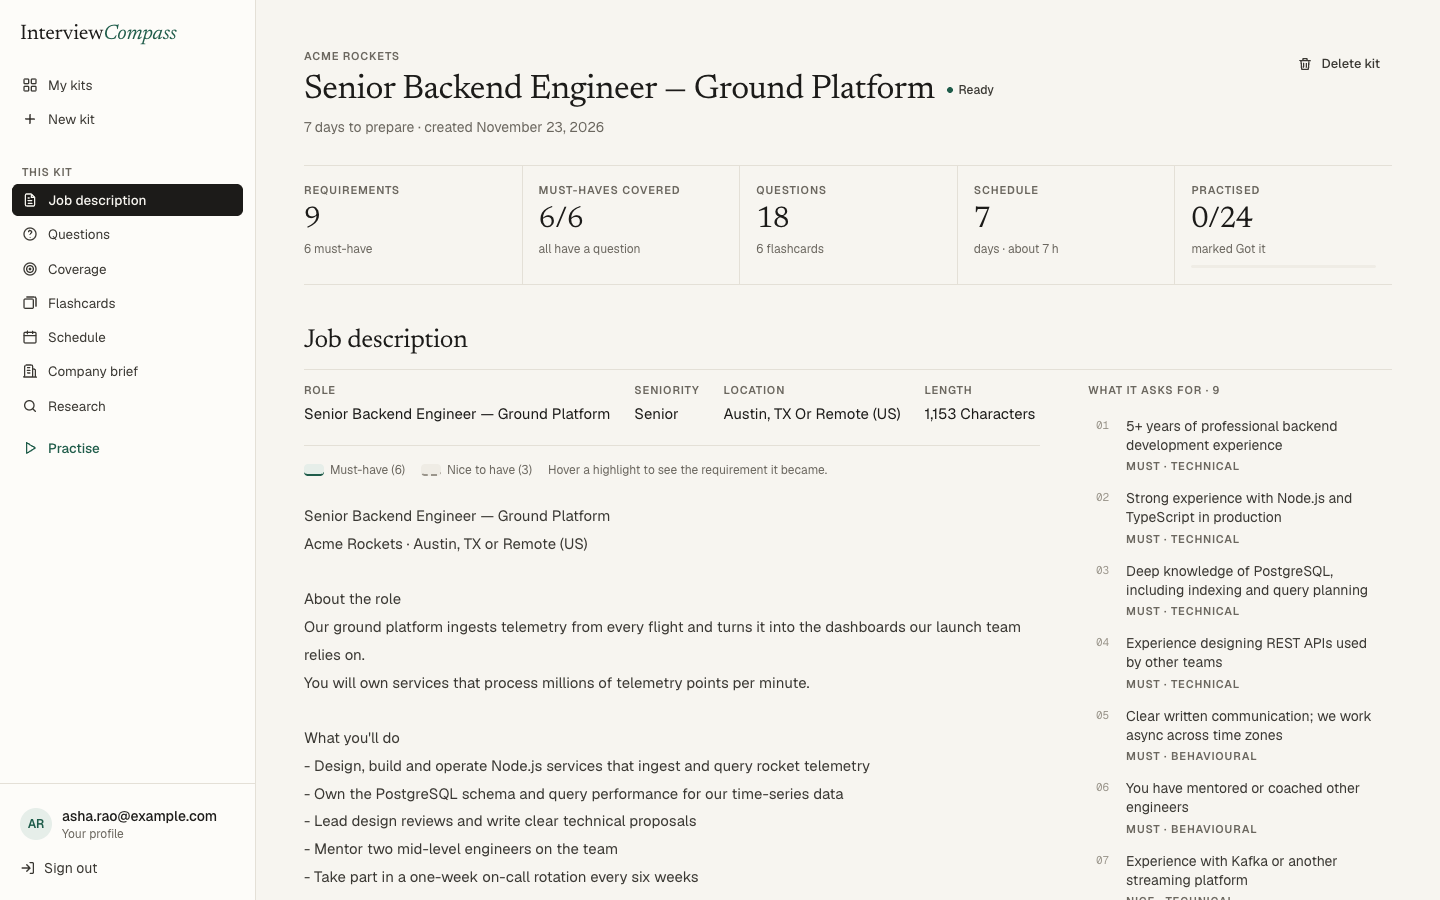 InterviewCompass
My kits
New kit
THIS KIT
Job description
Questions
Coverage
Flashcards
Schedule
Company brief
Research
Practise
AR
asha.rao@example.com
Your profile
Sign out
ACME ROCKETS
Senior Backend Engineer — Ground Platform
Ready
7 days to prepare · created November 23, 2026
Delete kit
REQUIREMENTS
9
6 must-have
MUST-HAVES COVERED
6/6
all have a question
QUESTIONS
18
6 flashcards
SCHEDULE
7
days · about 7 h
PRACTISED
0/24
marked Got it
Job description
ROLE
Senior Backend Engineer — Ground Platform
SENIORITY
Senior
LOCATION
Austin, TX Or Remote (US)
LENGTH
1,153 Characters
Must-have (6)
Nice to have (3)
Hover a highlight to see the requirement it became.
Senior Backend Engineer — Ground Platform
Acme Rockets · Austin, TX or Remote (US)
About the role
Our ground platform ingests telemetry from every flight and turns it into the dashboards our launch team
relies on.
You will own services that process millions of telemetry points per minute.
What you'll do
- Design, build and operate Node.js services that ingest and query rocket telemetry
- Own the PostgreSQL schema and query performance for our time-series data
- Lead design reviews and write clear technical proposals
- Mentor two mid-level engineers on the team
- Take part in a one-week on-call rotation every six weeks
WHAT IT ASKS FOR · 9
01
5+ years of professional backend
development experience
MUST · TECHNICAL
02
Strong experience with Node.js and
TypeScript in production
MUST · TECHNICAL
03
Deep knowledge of PostgreSQL,
including indexing and query planning
MUST · TECHNICAL
04
Experience designing REST APIs used
by other teams
MUST · TECHNICAL
05
Clear written communication; we work
async across time zones
MUST · BEHAVIOURAL
06
You have mentored or coached other
engineers
MUST · BEHAVIOURAL
07
Experience with Kafka or another
streaming platform
NICE · TECHNICAL